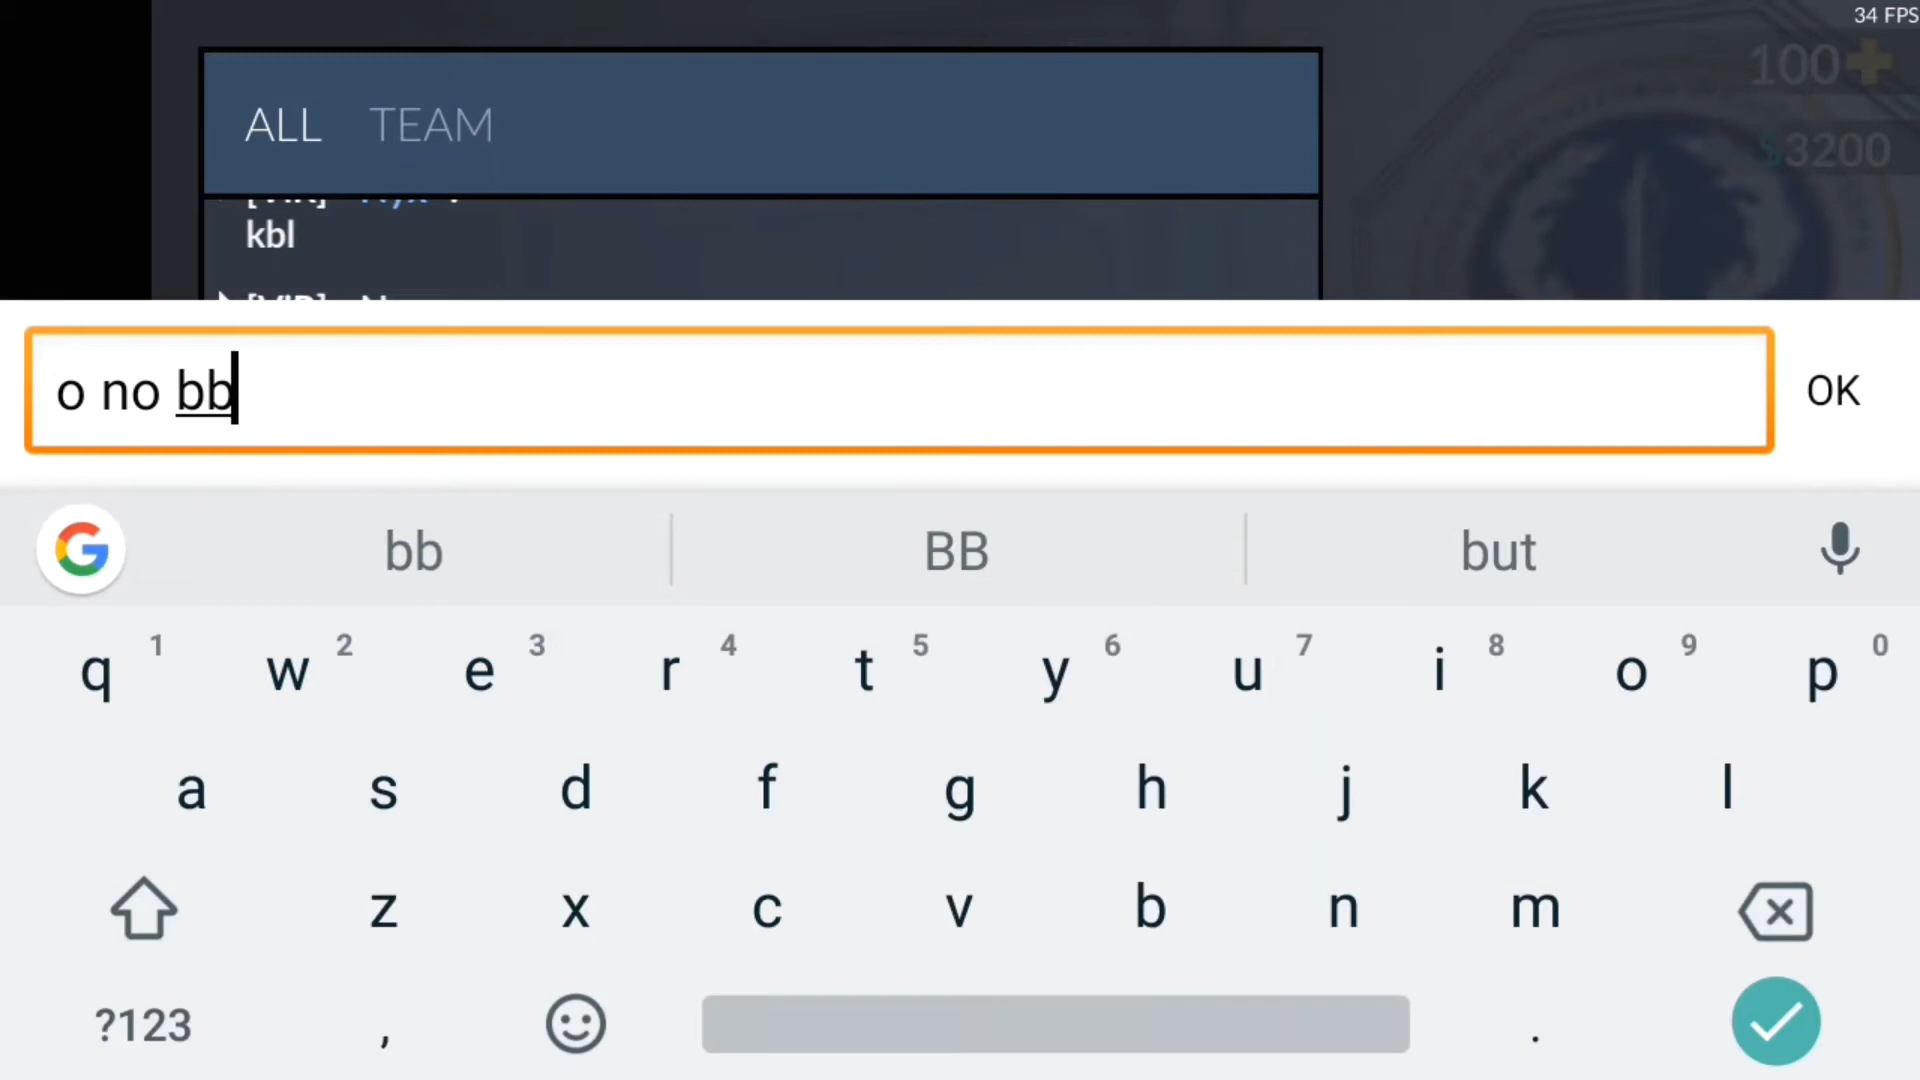 34 FPS
100
$3200
ALL TEAM
kbl
o no bb
OK
bb BB but
q 1 w 2 e 3 r 4 t 5 y 6 u 7 i 8 o 9 p 0
a s d f g h j k l
z x c v b n m
?123 , .